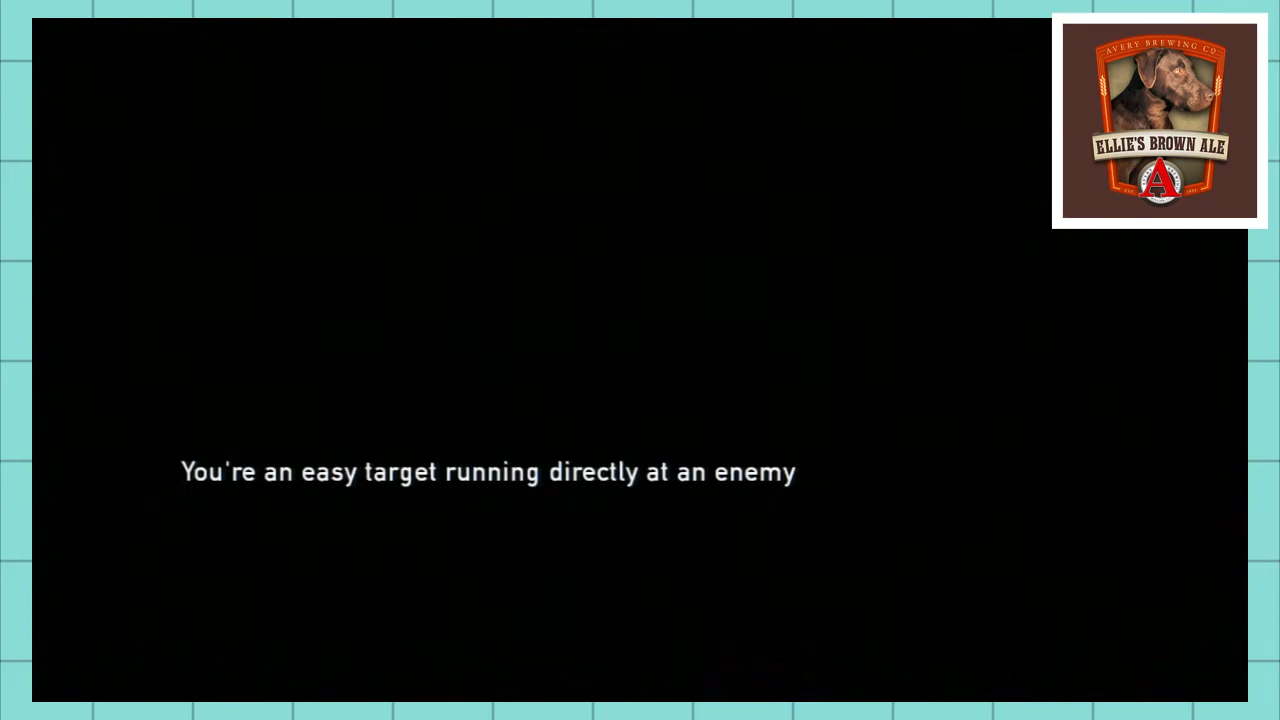 AVERY BREWING CO
ELLIE'S BROWN ALE
A
You're an easy target running directly at an enemy